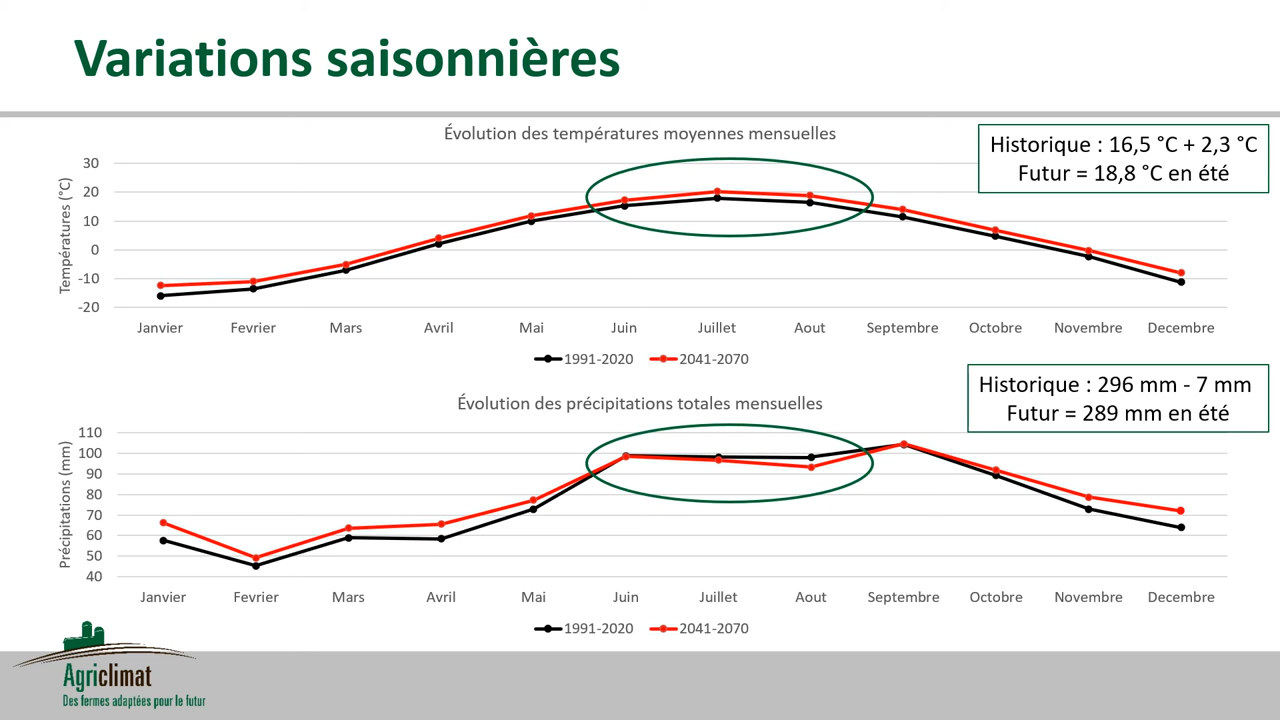 Variations saisonnières
Évolution des températures moyennes mensuelles
Historique : 16,5 °C + 2,3 °C
Futur = 18,8 °C en été
Températures (°C)
30
20
10
0
-10
-20
Janvier Fevrier Mars Avril Mai Juin Juillet Aout Septembre Octobre Novembre Decembre
1991-2020 2041-2070
Historique : 296 mm - 7 mm
Futur = 289 mm en été
Évolution des précipitations totales mensuelles
Précipitations (mm)
110
100
90
80
70
60
50
40
Janvier Fevrier Mars Avril Mai Juin Juillet Aout Septembre Octobre Novembre Decembre
1991-2020 2041-2070
Agriclimat
Des fermes adaptées pour le futur